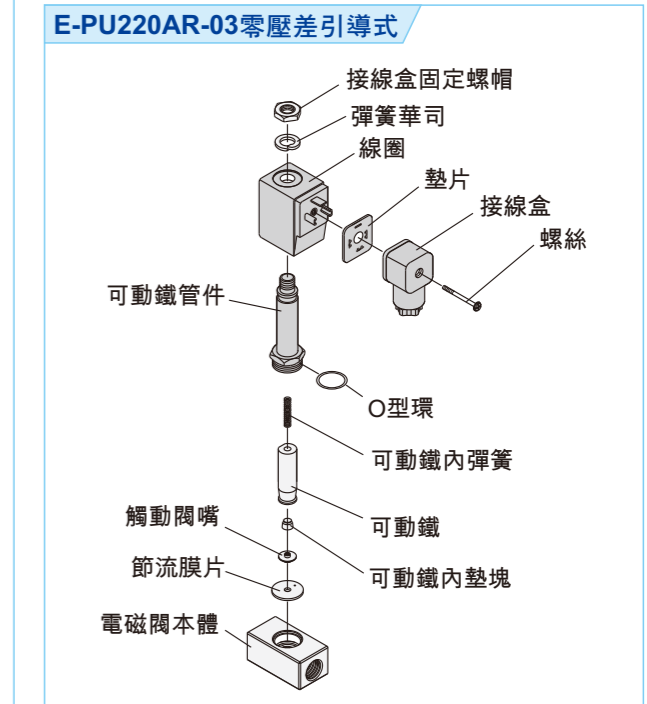 E-PU220AR-03零壓差引導式
接線盒固定螺帽
彈簧華司
線圈
墊片
接線盒
螺絲
可動鐵管件
O型環
可動鐵內彈簧
觸動閥嘴
可動鐵
節流膜片
可動鐵內墊塊
電磁閥本體